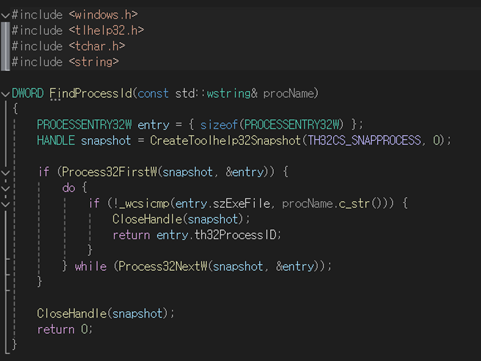 #include <windows.h>
#include <tlhelp32.h>
#include <tchar.h>
#include <string>
DWORD FindProcessId(const std::wstring& procName)
{
PROCESSENTRY32W entry = { sizeof(PROCESSENTRY32W) };
HANDLE snapshot = CreateToolhelp32Snapshot(TH32CS_SNAPPROCESS, 0);
if (Process32FirstW(snapshot, &entry)) {
do {
if (!_wcsicmp(entry.szExeFile, procName.c_str())) {
CloseHandle(snapshot);
return entry.th32ProcessID;
}
} while (Process32NextW(snapshot, &entry));
}
CloseHandle(snapshot);
return 0;
}